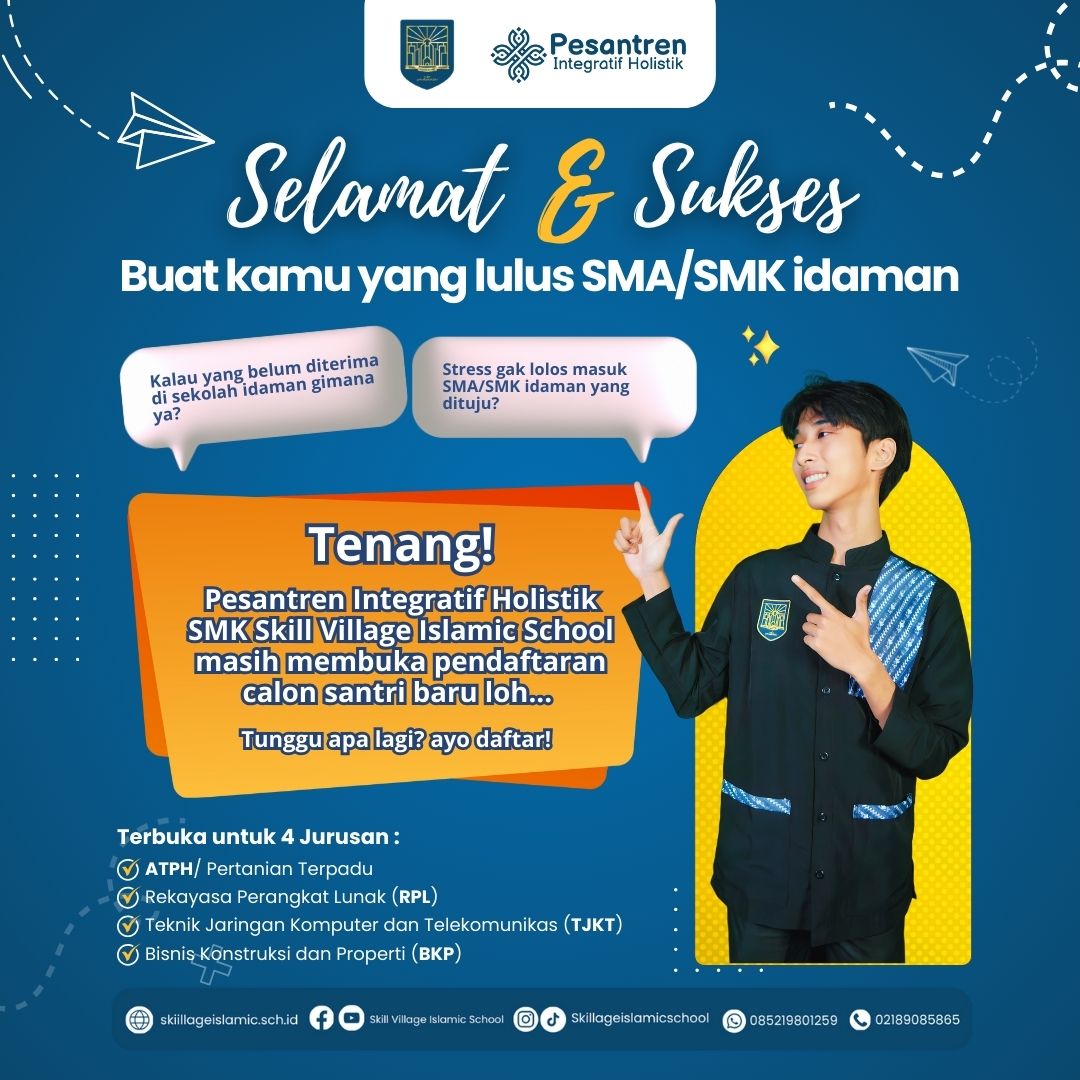 Pesantren
Integratif Holistik
Selamat & Sukses
Buat kamu yang lulus SMA/SMK idaman
Kalau yang belum diterima
di sekolah idaman gimana
ya?
Stress gak lolos masuk
SMA/SMK idaman yang
dituju?
Tenang!
Pesantren Integratif Holistik
SMK Skill Village Islamic School
masih membuka pendaftaran
calon santri baru loh...
Tunggu apa lagi? ayo daftar!
Terbuka untuk 4 Jurusan :
ATPH/ Pertanian Terpadu
Rekayasa Perangkat Lunak (RPL)
Teknik Jaringan Komputer dan Telekomunikas (TJKT)
Bisnis Konstruksi dan Properti (BKP)
skiillageislamic.sch.id
Skill Village Islamic School
Skillageislamicschool
085219801259
02189085865